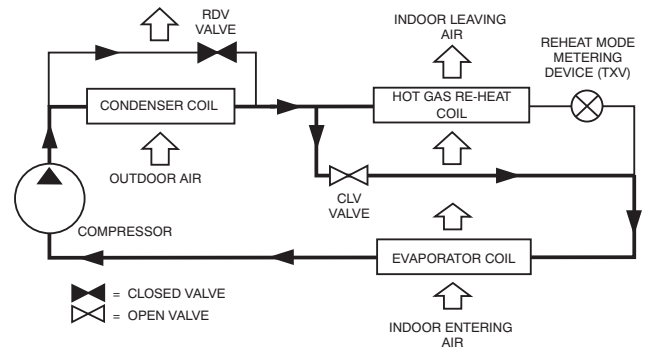 RDV
VALVE
INDOOR LEAVING
AIR
REHEAT MODE
METERING
DEVICE (TXV)
CONDENSER COIL
HOT GAS RE-HEAT
COIL
OUTDOOR AIR
CLV
VALVE
COMPRESSOR
EVAPORATOR COIL
= CLOSED VALVE
= OPEN VALVE
INDOOR ENTERING
AIR